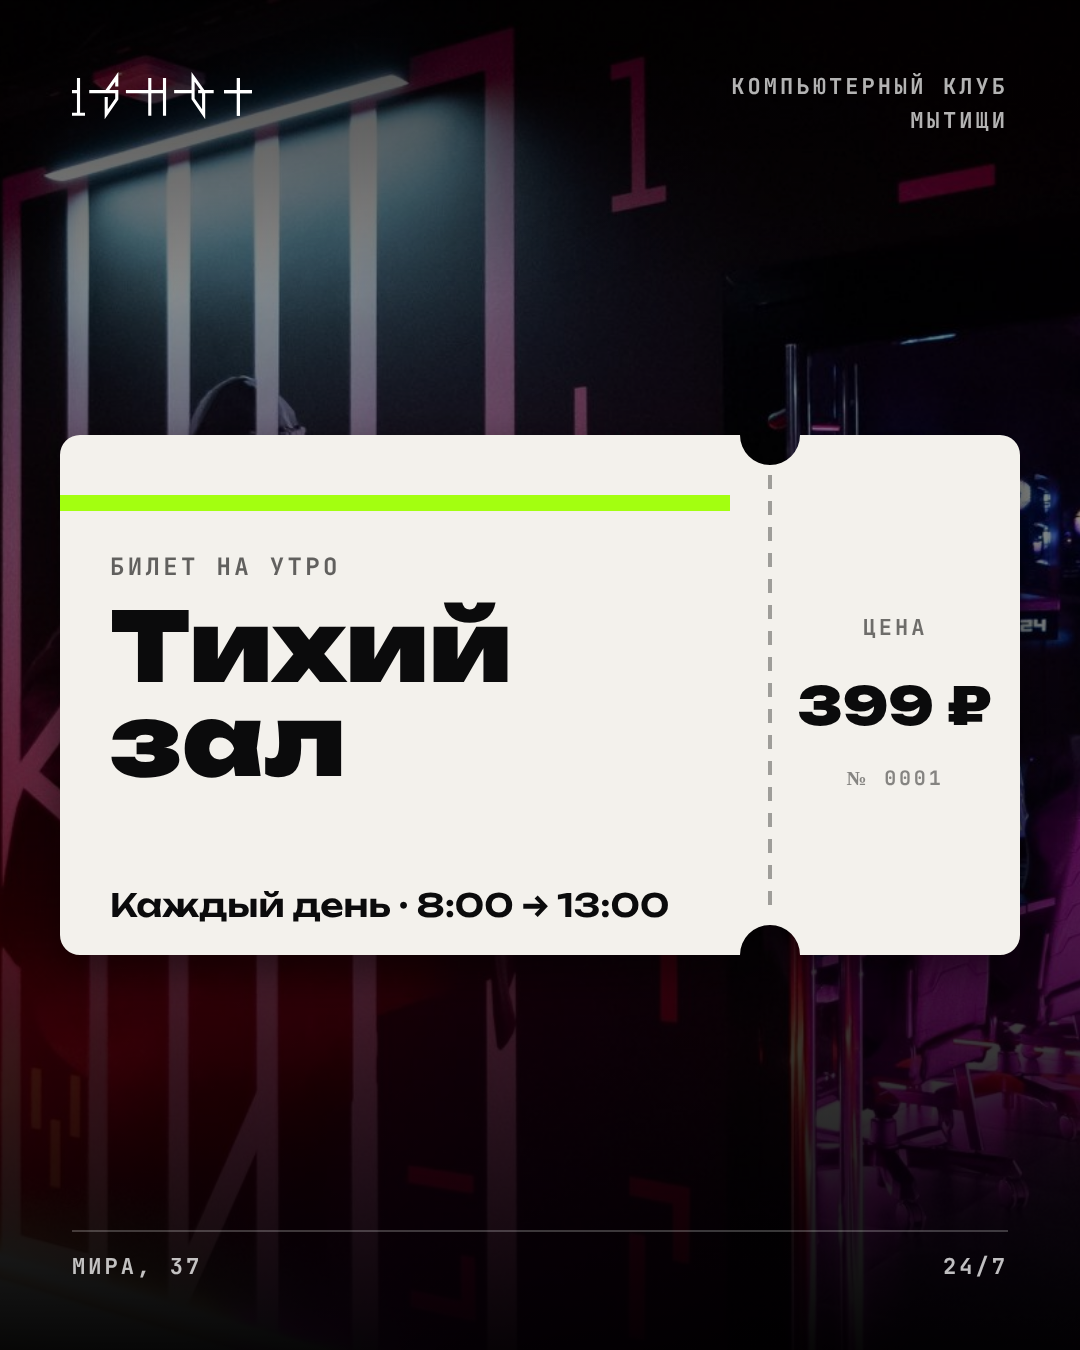 КОМПЬЮТЕРНЫЙ КЛУБ
МЫТИЩИ
БИЛЕТ НА УТРО
Тихий
зал
Каждый день · 8:00 → 13:00
ЦЕНА
399 ₽
№ 0001
24
МИРА, 37
24/7